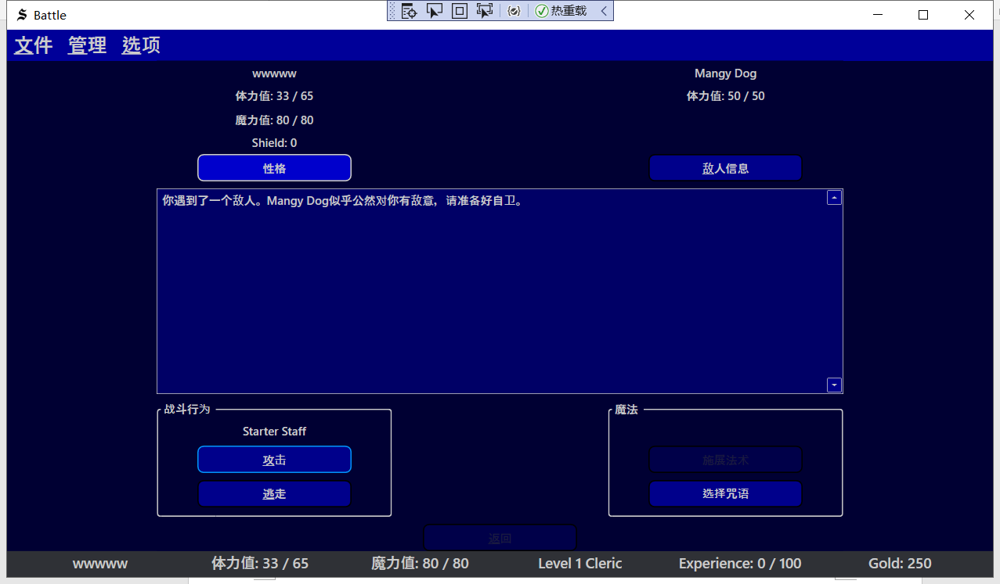 Battle
热重载
文件 管理 选项
wwwww
Mangy Dog
体力值: 33 / 65
体力值: 50 / 50
魔力值: 80 / 80
Shield: 0
性格
敌人信息
你遇到了一个敌人。Mangy Dog似乎公然对你有敌意，请准备好自卫。
战斗行为
魔法
Starter Staff
攻击
施展法术
逃走
选择咒语
返回
wwwww 体力值: 33 / 65 魔力值: 80 / 80 Level 1 Cleric Experience: 0 / 100 Gold: 250